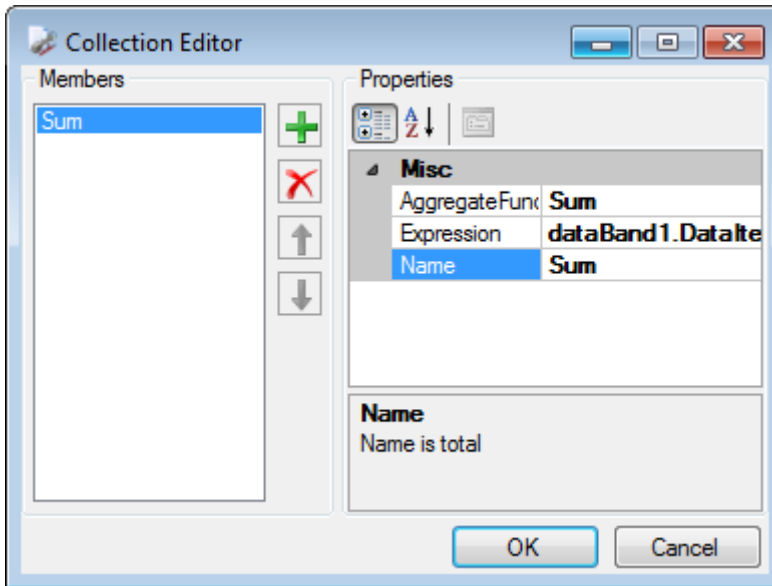 Collection Editor
Members
Properties
Sum
A
Z
Misc
AggregateFunc Sum
Expression dataBand1.DataIte
Name Sum
Name
Name is total
OK
Cancel